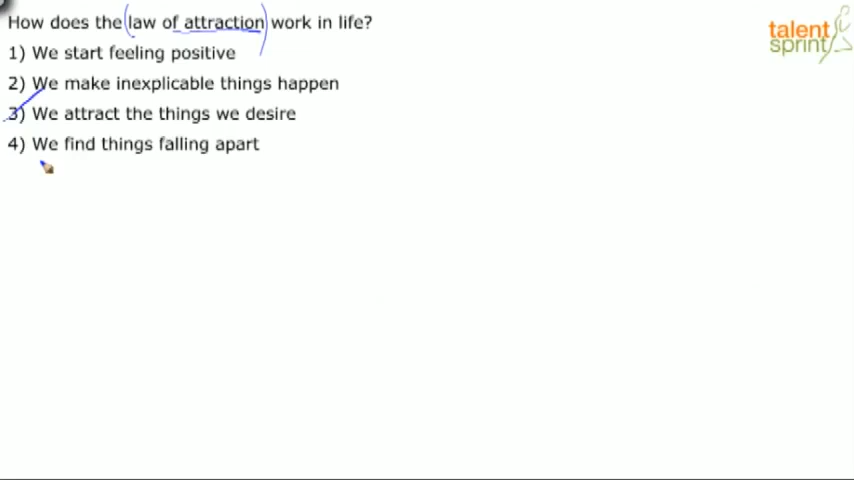 How does the law of attraction work in life?
1) We start feeling positive
2) We make inexplicable things happen
3) We attract the things we desire
4) We find things falling apart
talent
sprint